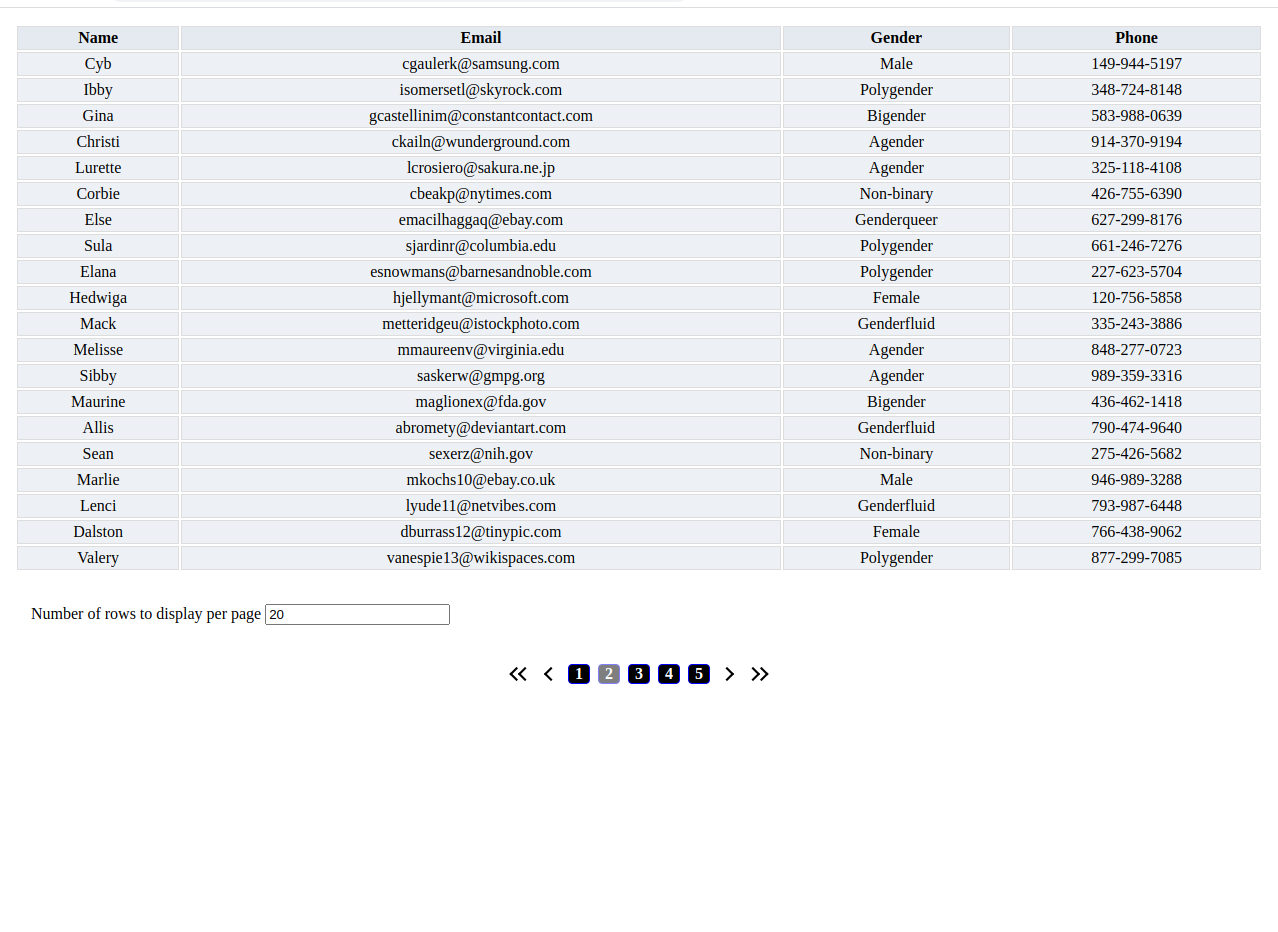 Name Email Gender Phone
Cyb cgaulerk@samsung.com Male 149-944-5197
Ibby isomersetl@skyrock.com Polygender 348-724-8148
Gina gcastellinim@constantcontact.com Bigender 583-988-0639
Christi ckailn@wunderground.com Agender 914-370-9194
Lurette lcrosiero@sakura.ne.jp Agender 325-118-4108
Corbie cbeakp@nytimes.com Non-binary 426-755-6390
Else emacilhaggaq@ebay.com Genderqueer 627-299-8176
Sula sjardinr@columbia.edu Polygender 661-246-7276
Elana esnowmans@barnesandnoble.com Polygender 227-623-5704
Hedwiga hjellymant@microsoft.com Female 120-756-5858
Mack metteridgeu@istockphoto.com Genderfluid 335-243-3886
Melisse mmaureenv@virginia.edu Agender 848-277-0723
Sibby saskerw@gmpg.org Agender 989-359-3316
Maurine maglionex@fda.gov Bigender 436-462-1418
Allis abromety@deviantart.com Genderfluid 790-474-9640
Sean sexerz@nih.gov Non-binary 275-426-5682
Marlie mkochs10@ebay.co.uk Male 946-989-3288
Lenci lyude11@netvibes.com Genderfluid 793-987-6448
Dalston dburrass12@tinypic.com Female 766-438-9062
Valery vanespie13@wikispaces.com Polygender 877-299-7085
Number of rows to display per page 20
1 2 3 4 5